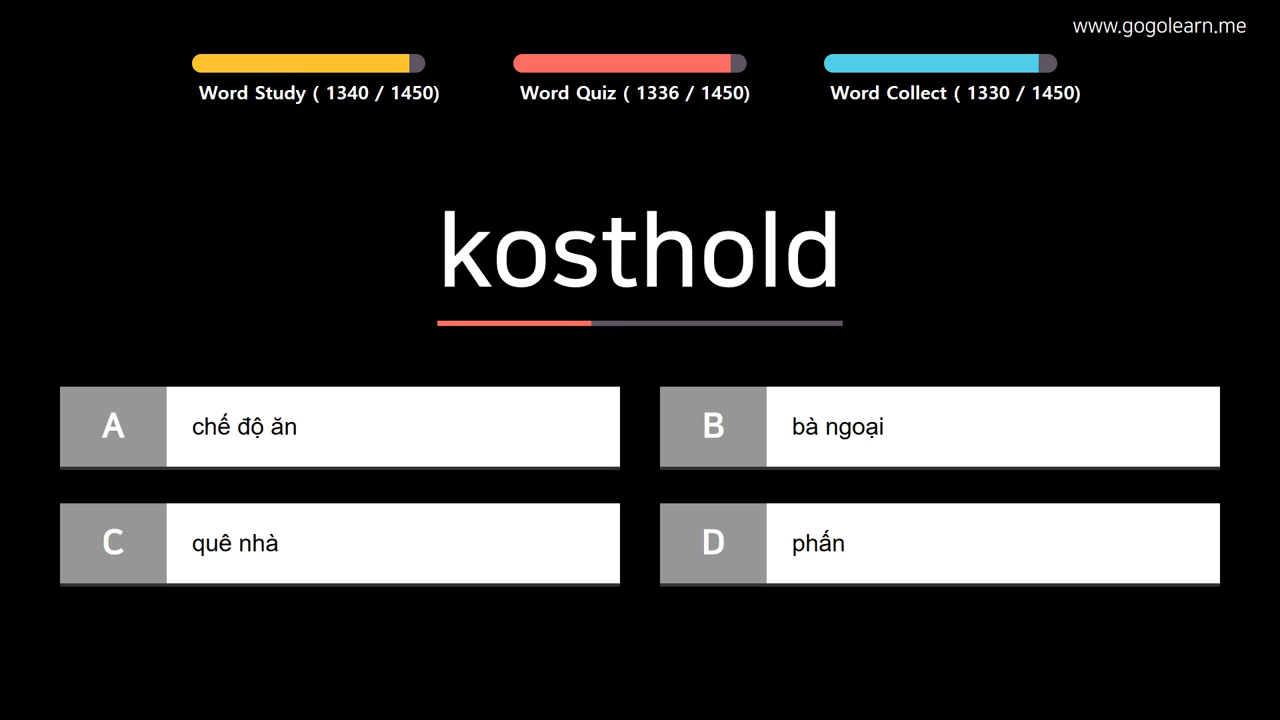 www.gogolearn.me
Word Study ( 1340 / 1450)
Word Quiz ( 1336 / 1450)
Word Collect ( 1330 / 1450)
kosthold
A chế độ ăn
B bà ngoại
C quê nhà
D phấn